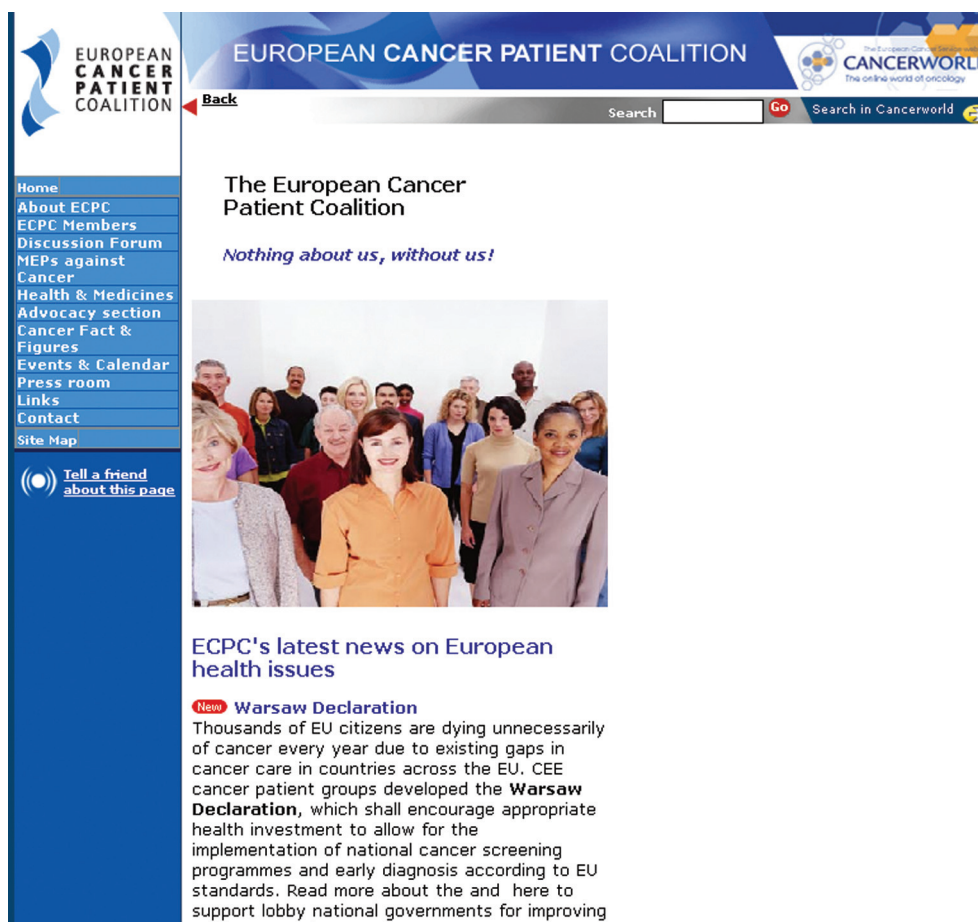 EUROPEAN
CANCER
PATIENT
COALITION
EUROPEAN CANCER PATIENT COALITION
The European Cancer Service web
CANCERWORL
The online world of oncology
Back
Search
Go
Search in Cancerworld
Home
About ECPC
ECPC Members
Discussion Forum
MEPs against
Cancer
Health & Medicines
Advocacy section
Cancer Fact &
Figures
Events & Calendar
Press room
Links
Contact
Site Map
Tell a friend
about this page
The European Cancer
Patient Coalition
Nothing about us, without us!
ECPC's latest news on European
health issues
New Warsaw Declaration
Thousands of EU citizens are dying unnecessarily
of cancer every year due to existing gaps in
cancer care in countries across the EU. CEE
cancer patient groups developed the Warsaw
Declaration, which shall encourage appropriate
health investment to allow for the
implementation of national cancer screening
programmes and early diagnosis according to EU
standards. Read more about the and here to
support lobby national governments for improving